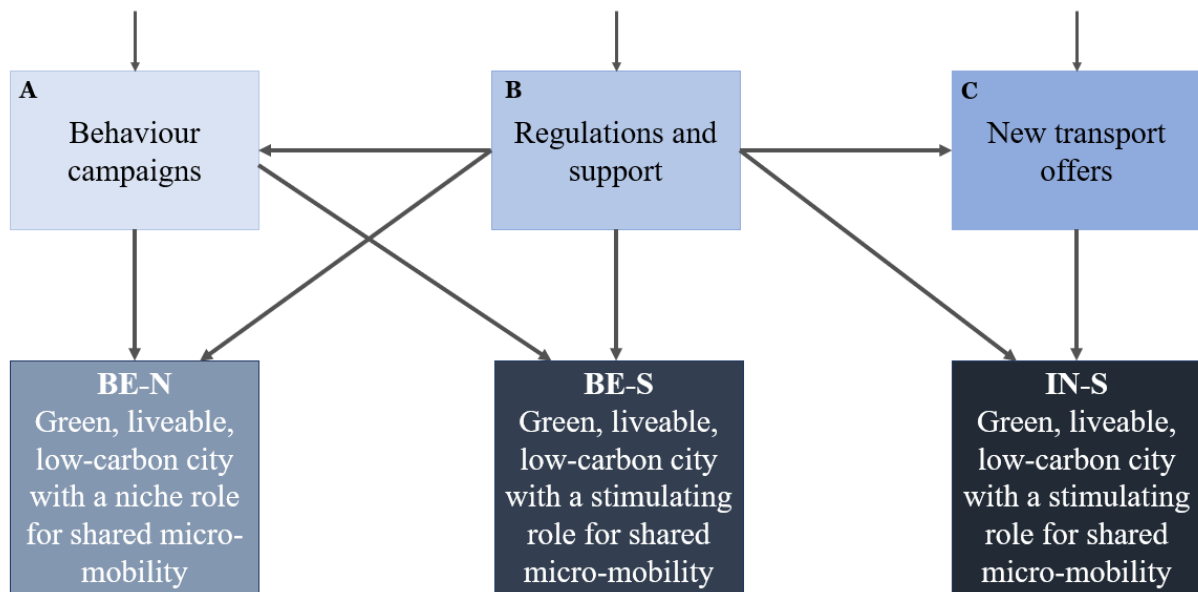 A
Behaviour
campaigns
B
Regulations and
support
C
New transport
offers
BE-N
Green, liveable,
low-carbon city
with a niche role
for shared micro-
mobility
BE-S
Green, liveable,
low-carbon city
with a stimulating
role for shared
micro-mobility
IN-S
Green, liveable,
low-carbon city
with a stimulating
role for shared
micro-mobility